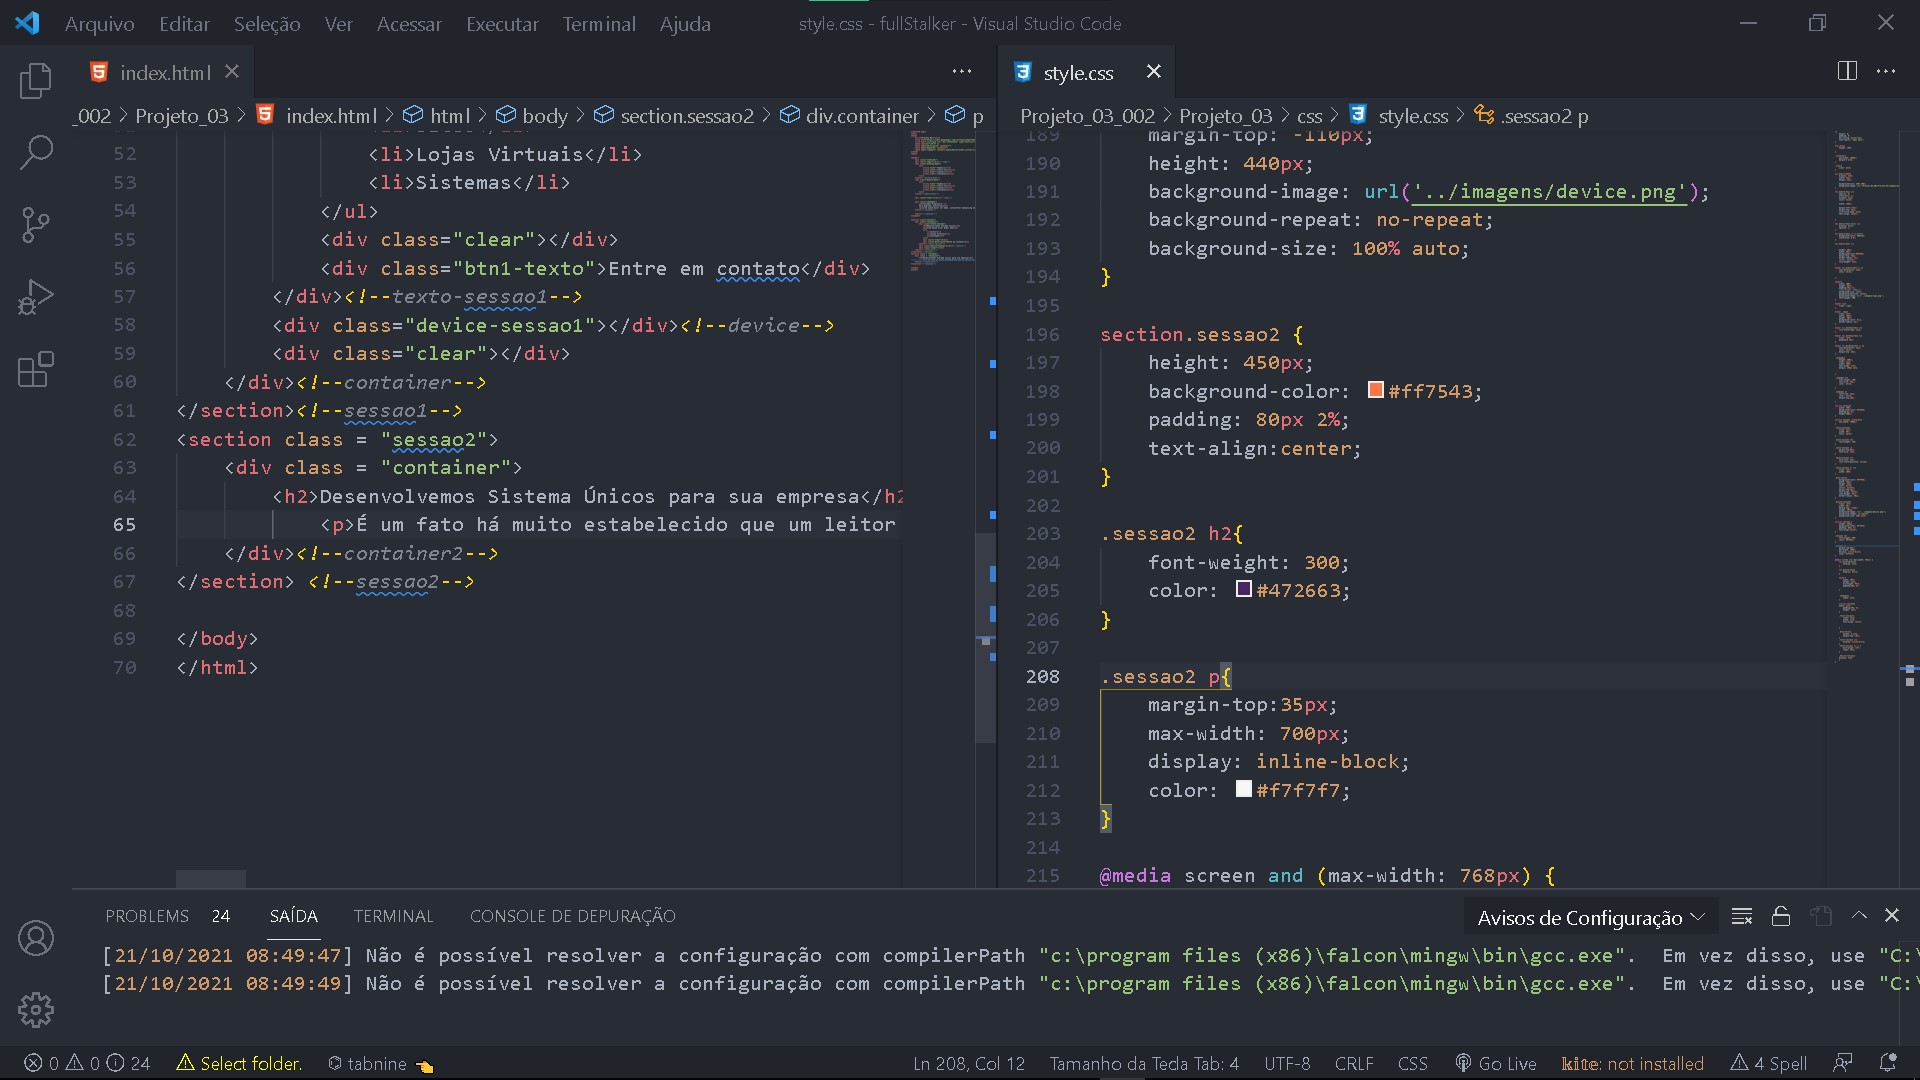 Arquivo Editar Seleção Ver Acessar Executar Terminal Ajuda
style.css - fullStalker - Visual Studio Code
index.html
_002 > Projeto_03 > index.html > html > body > section.sessao2 > div.container > p
52 <li>Lojas Virtuais</li>
53 <li>Sistemas</li>
54 </ul>
55 <div class="clear"></div>
56 <div class="btn1-texto">Entre em contato</div>
57 </div><!--texto-sessao1-->
58 <div class="device-sessao1"></div><!--device-->
59 <div class="clear"></div>
60 </div><!--container-->
61 </section><!--sessao1-->
62 <section class = "sessao2">
63 <div class = "container">
64 <h2>Desenvolvemos Sistema Únicos para sua empresa</h2
65 <p>É um fato há muito estabelecido que um leitor
66 </div><!--container2-->
67 </section> <!--sessao2-->
68
69 </body>
70 </html>
style.css
Projeto_03_002 > Projeto_03 > css > style.css > .sessao2 p
189 margin-top: -110px;
190 height: 440px;
191 background-image: url('../imagens/device.png');
192 background-repeat: no-repeat;
193 background-size: 100% auto;
194 }
195
196 section.sessao2 {
197 height: 450px;
198 background-color: #ff7543;
199 padding: 80px 2%;
200 text-align:center;
201 }
202
203 .sessao2 h2{
204 font-weight: 300;
205 color: #472663;
206 }
207
208 .sessao2 p{
209 margin-top:35px;
210 max-width: 700px;
211 display: inline-block;
212 color: #f7f7f7;
213 }
214
215 @media screen and (max-width: 768px) {
PROBLEMS 24 SAÍDA TERMINAL CONSOLE DE DEPURAÇÃO
Avisos de Configuração
[21/10/2021 08:49:47] Não é possível resolver a configuração com compilerPath "c:\program files (x86)\falcon\mingw\bin\gcc.exe". Em vez disso, use "C:\
[21/10/2021 08:49:49] Não é possível resolver a configuração com compilerPath "c:\program files (x86)\falcon\mingw\bin\gcc.exe". Em vez disso, use "C:\
0 0 24 Select folder. tabnine
Ln 208, Col 12 Tamanho da Tecla Tab: 4 UTF-8 CRLF CSS Go Live kite: not installed 4 Spell